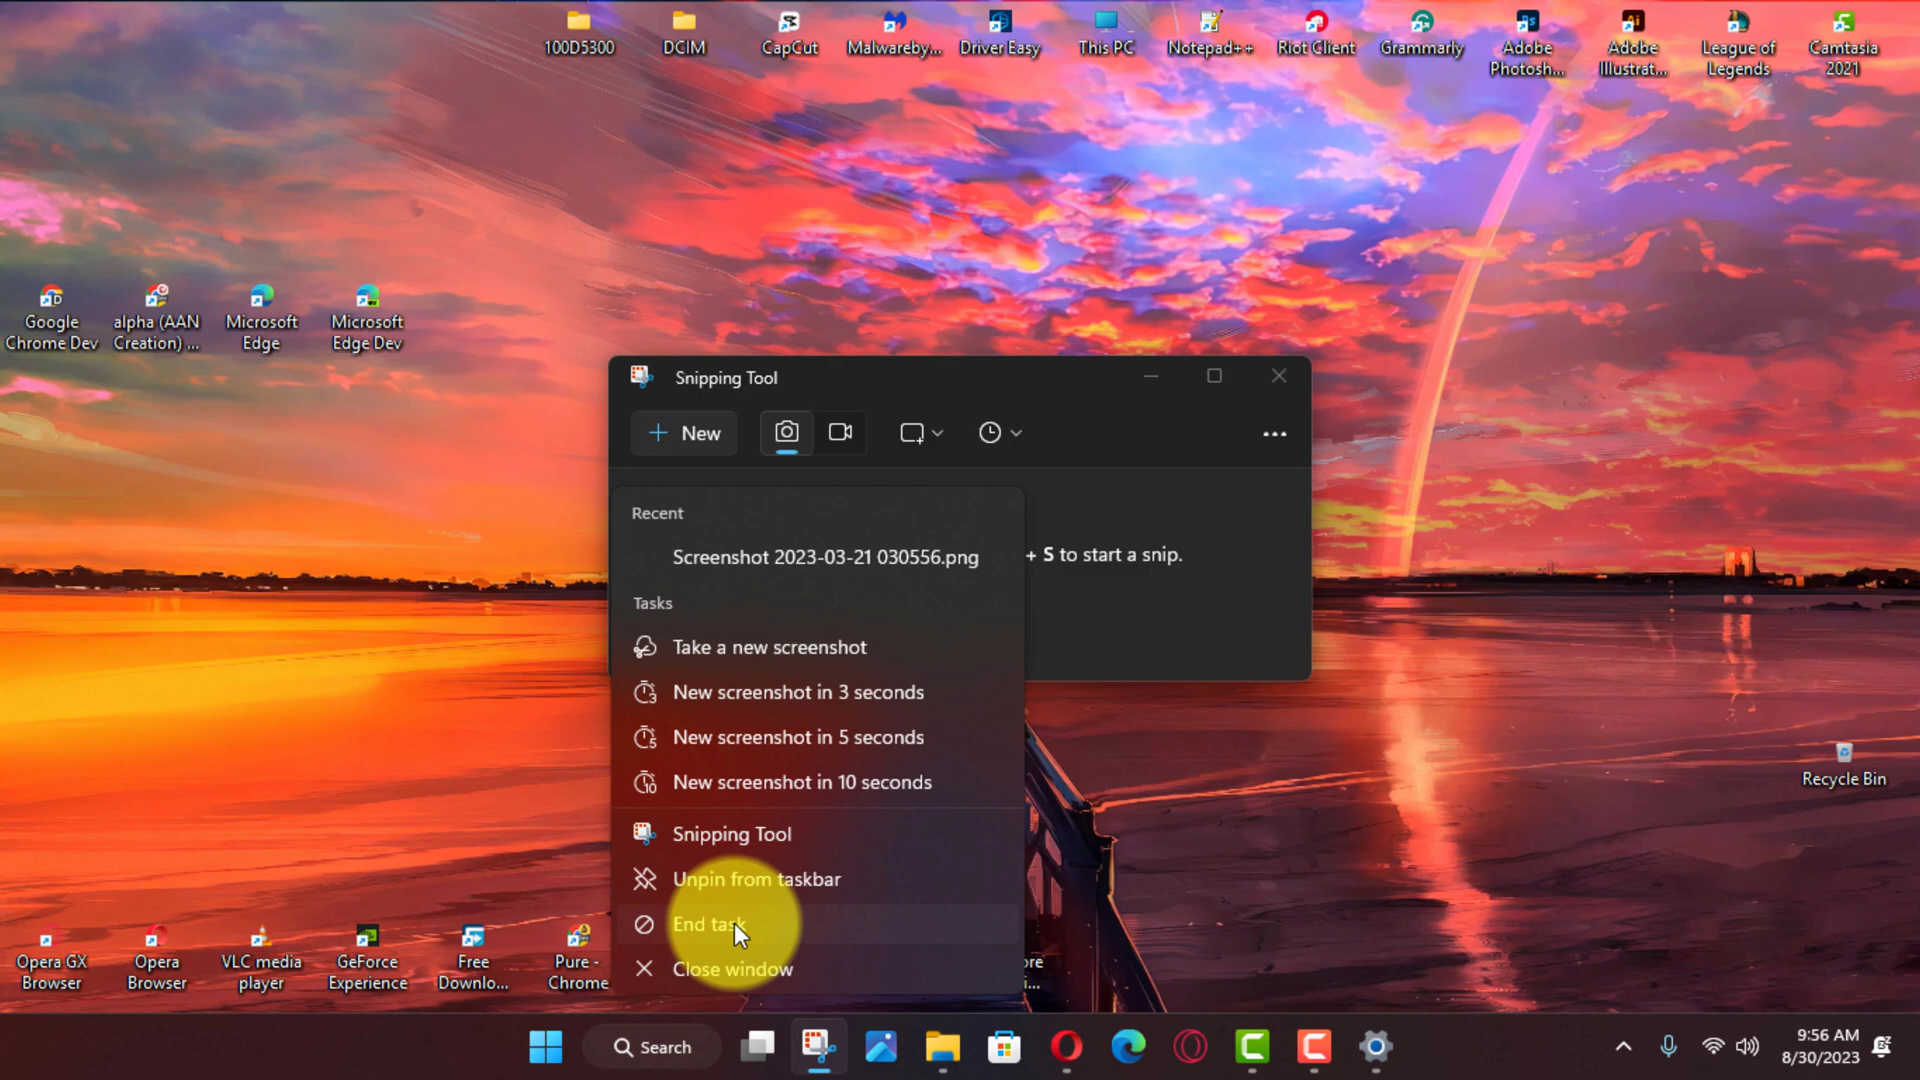 100D5300
DCIM
CapCut
Malwareby...
Driver Easy
This PC
Notepad++
Riot Client
Grammarly
Adobe
Photosh...
Adobe
Illustrat...
League of
Legends
Camtasia
2021
Google
Chrome Dev
alpha (AAN
Creation) ...
Microsoft
Edge
Microsoft
Edge Dev
Snipping Tool
New
Recent
Screenshot 2023-03-21 030556.png
+ S to start a snip.
Tasks
Take a new screenshot
New screenshot in 3 seconds
New screenshot in 5 seconds
New screenshot in 10 seconds
Snipping Tool
Unpin from taskbar
End task
Close window
Recycle Bin
Opera GX
Browser
Opera
Browser
VLC media
player
GeForce
Experience
Free
Downlo...
Pure -
Chrome
ore
i...
Search
9:56 AM
8/30/2023